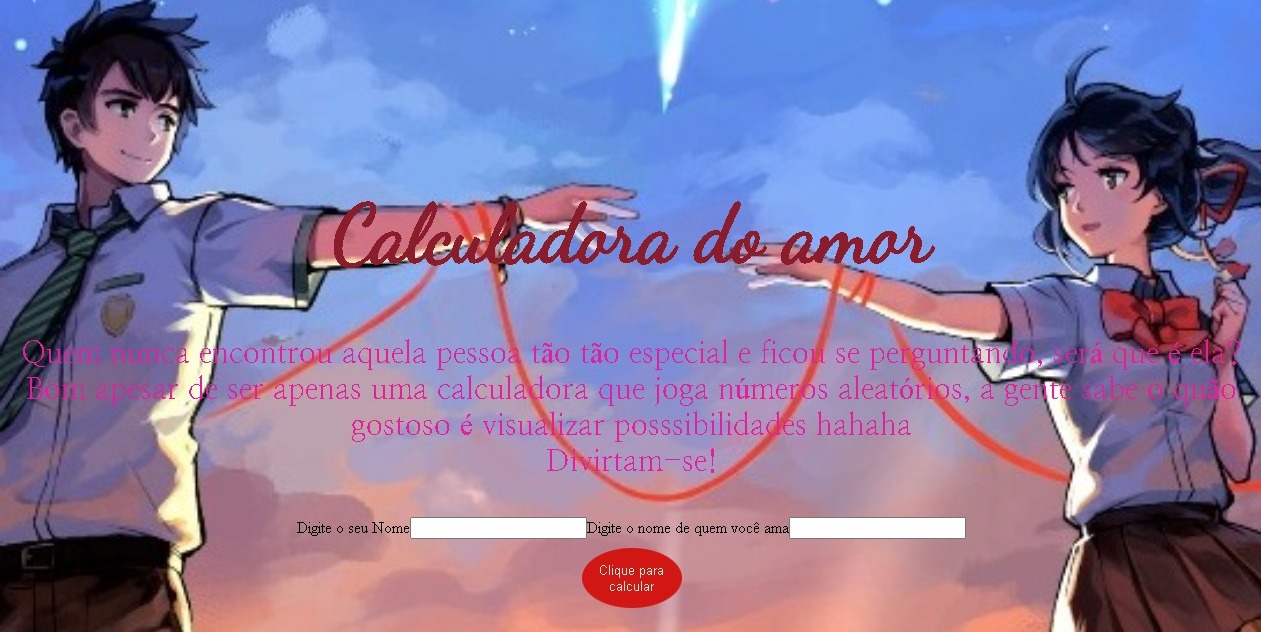 Calculadora do amor
Quem nunca encontrou aquela pessoa tão tão especial e ficou se perguntando, será que é ela?
Bom apesar de ser apenas uma calculadora que joga números aleatórios, a gente sabe o quão
gostoso é visualizar posssibilidades hahaha
Divirtam-se!
Digite o seu Nome Digite o nome de quem você ama
Clique para
calcular